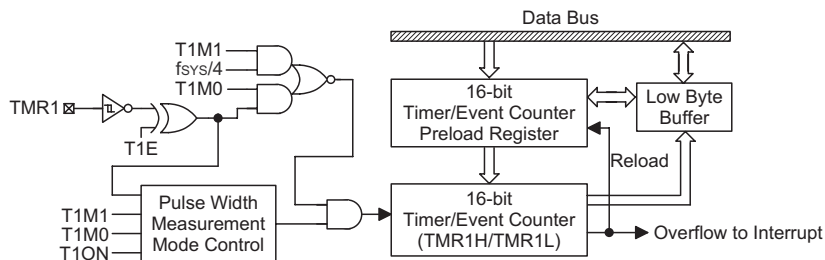 Data Bus
T1M1
fSYS/4
T1M0
TMR1
T1E
16-bit
Timer/Event Counter
Preload Register
Low Byte
Buffer
Reload
T1M1
T1M0
T1ON
Pulse Width
Measurement
Mode Control
16-bit
Timer/Event Counter
(TMR1H/TMR1L)
Overflow to Interrupt